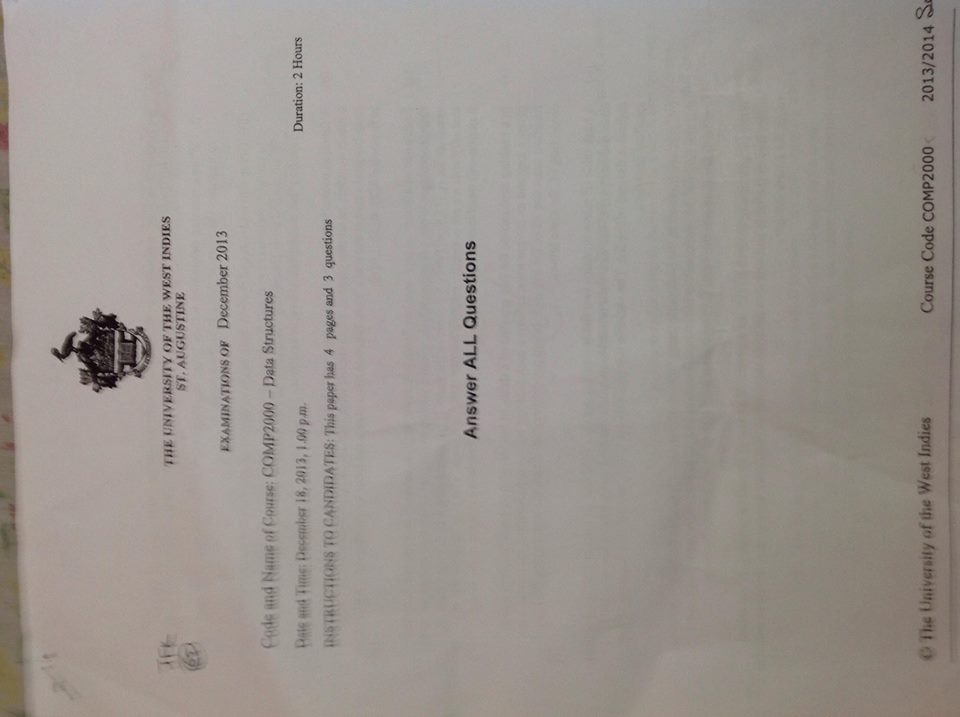 THE UNIVERSITY OF THE WEST INDIES
ST. AUGUSTINE
EXAMINATIONS OF December 2013
Code and Name of Course: COMP2000 – Data Structures
Date and Time: December 18, 2013, 1.00 p.m. Duration: 2 Hours
INSTRUCTIONS TO CANDIDATES: This paper has 4 pages and 3 questions
Answer ALL Questions
© The University of the West Indies Course Code COMP2000 2013/2014